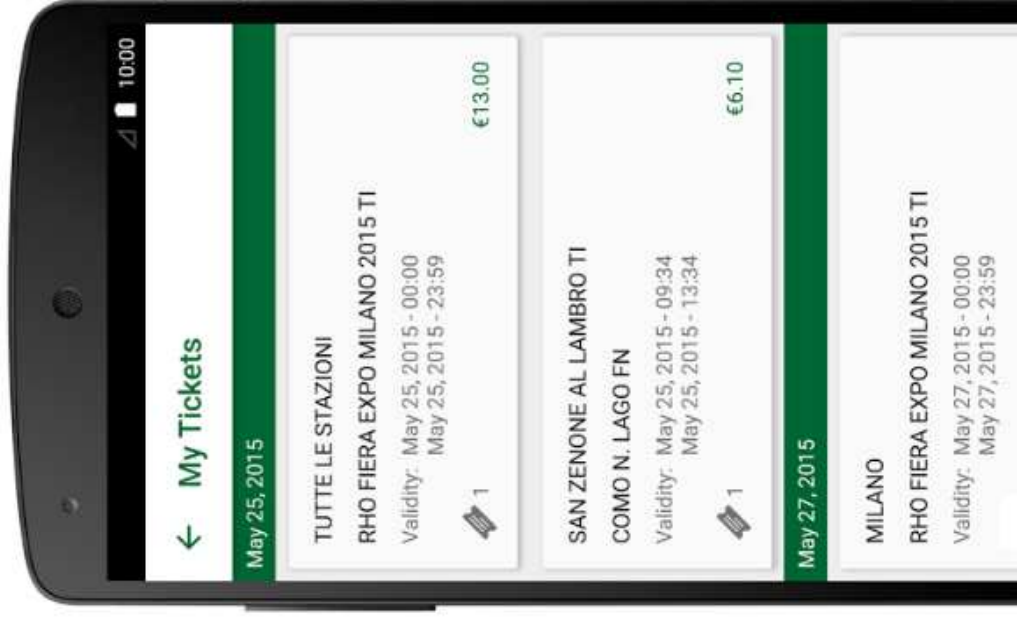 10:00
← My Tickets
May 25, 2015
TUTTE LE STAZIONI
RHO FIERA EXPO MILANO 2015 TI
Validity: May 25, 2015 - 00:00
May 25, 2015 - 23:59
1
€13.00
SAN ZENONE AL LAMBRO TI
COMO N. LAGO FN
Validity: May 25, 2015 - 09:34
May 25, 2015 - 13:34
1
€6.10
May 27, 2015
MILANO
RHO FIERA EXPO MILANO 2015 TI
Validity: May 27, 2015 - 00:00
May 27, 2015 - 23:59